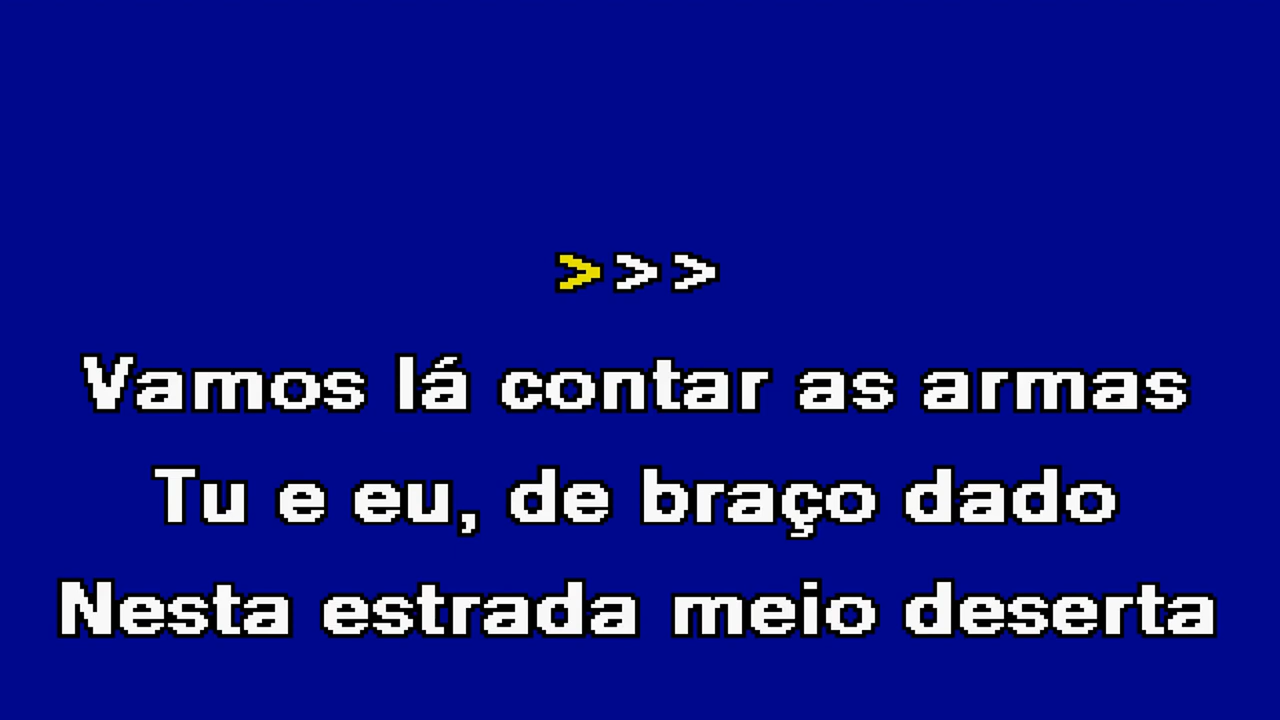 >>>
Vamos lá contar as armas
Tu e eu, de braço dado
Nesta estrada meio deserta